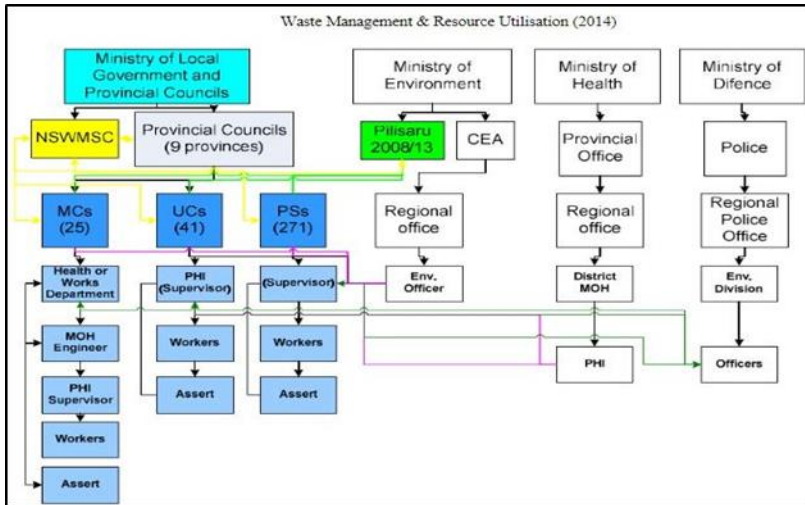 Waste Management & Resource Utilisation (2014)
Ministry of Local
Government and
Provincial Councils
Ministry of
Environment
Ministry of
Health
Ministry of
Difence
NSWMSC
Provincial Councils
(9 provinces)
Pilisaru
2008/13
CEA
Provincial
Office
Police
MCs
(25)
UCs
(41)
PSs
(271)
Regional
office
Regional
office
Regional
Police
Office
Health or
Works
Department
PHI
(Supervisor)
(Supervisor)
Env,
Officer
District
MOH
Env,
Division
MOH
Engineer
Workers
Workers
PHI
Officers
PHI
Supervisor
Assert
Assert
Workers
Assert